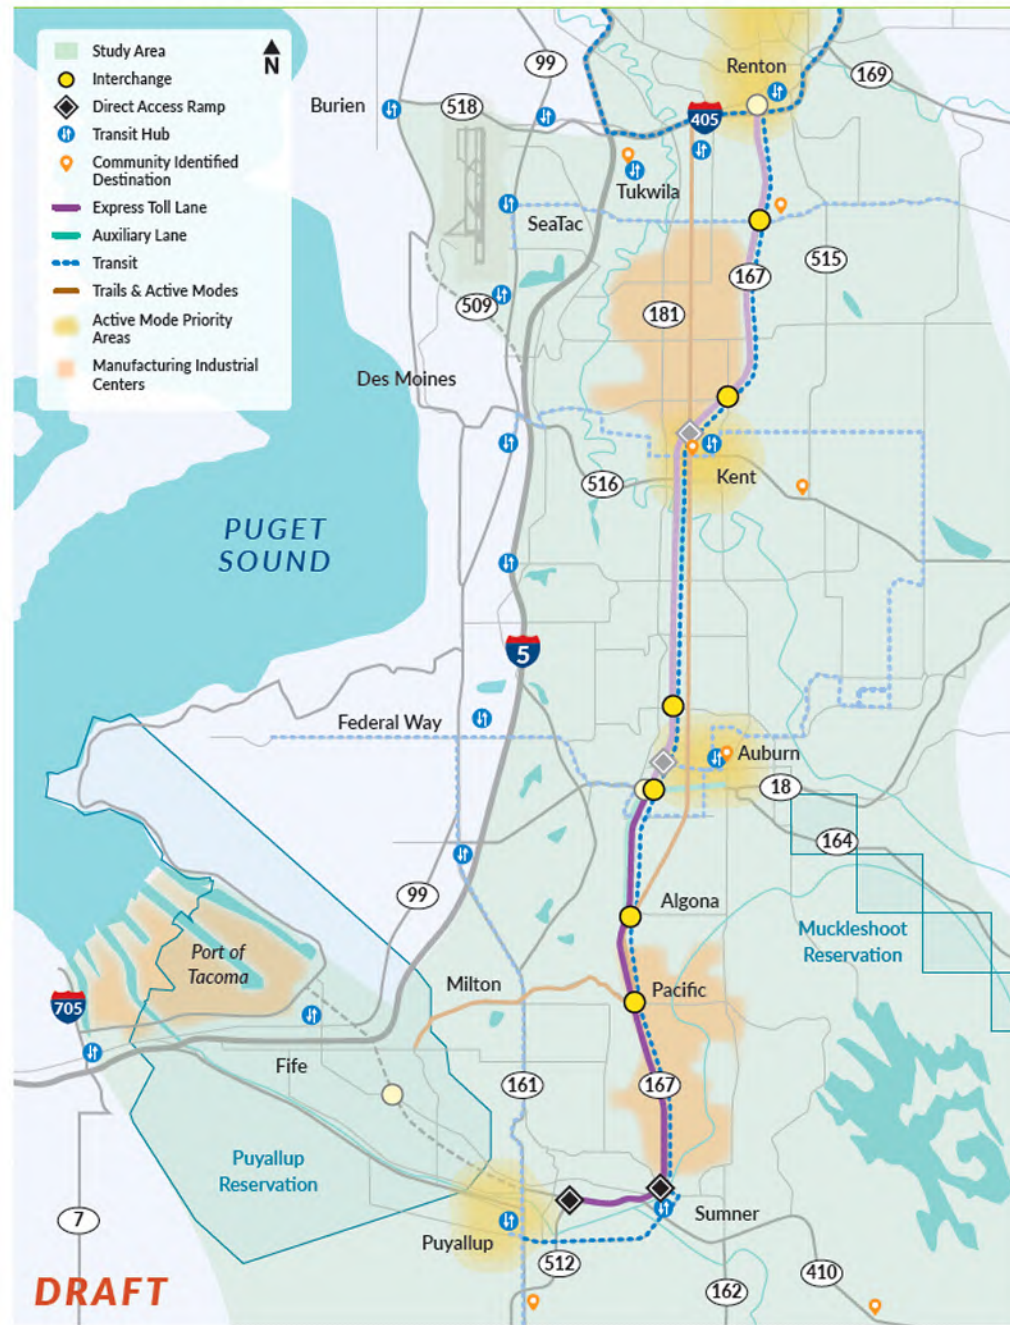 Study Area
N
Interchange
Direct Access Ramp
Transit Hub
Community Identified
Destination
Express Toll Lane
Auxiliary Lane
Transit
Trails & Active Modes
Active Mode Priority
Areas
Manufacturing Industrial
Centers
99
Renton
169
Burien
518
405
Tukwila
SeaTac
167
515
509
181
Des Moines
Kent
516
PUGET
SOUND
5
Federal Way
Auburn
18
164
99
Algona
Muckleshoot
Reservation
Port of
Tacoma
Milton
Pacific
705
Fife
161
167
Puyallup
Reservation
7
Sumner
Puyallup
512
410
162
DRAFT